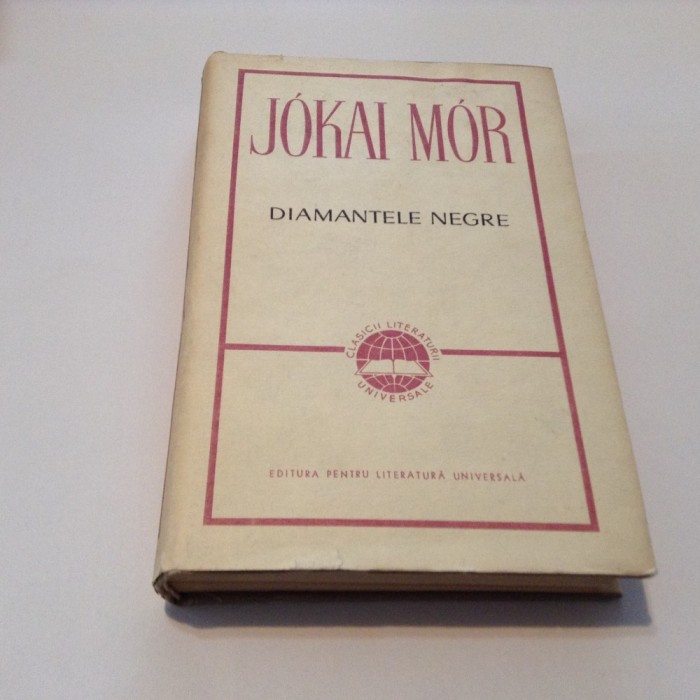 JÓKAI MÓR
DIAMANTELE NEGRE
CLASICII LITERATURII
UNIVERSALE
EDITURA PENTRU LITERATURĂ UNIVERSALĂ